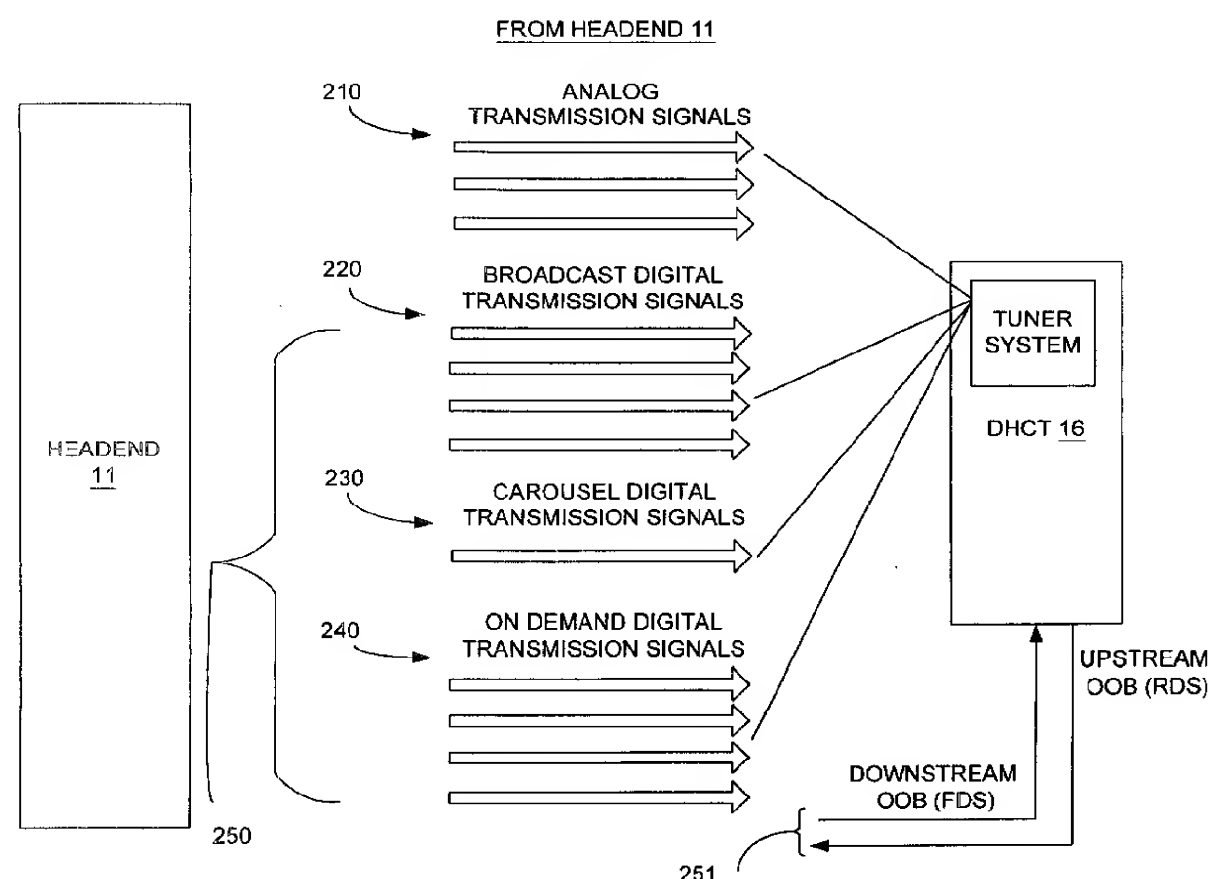 FROM HEADEND 11
210
ANALOG
TRANSMISSION SIGNALS
220
BROADCAST DIGITAL
TRANSMISSION SIGNALS
TUNER
SYSTEM
DHCT 16
HEADEND
11
230
CAROUSEL DIGITAL
TRANSMISSION SIGNALS
240
ON DEMAND DIGITAL
TRANSMISSION SIGNALS
UPSTREAM
OOB (RDS)
DOWNSTREAM
OOB (FDS)
250
251